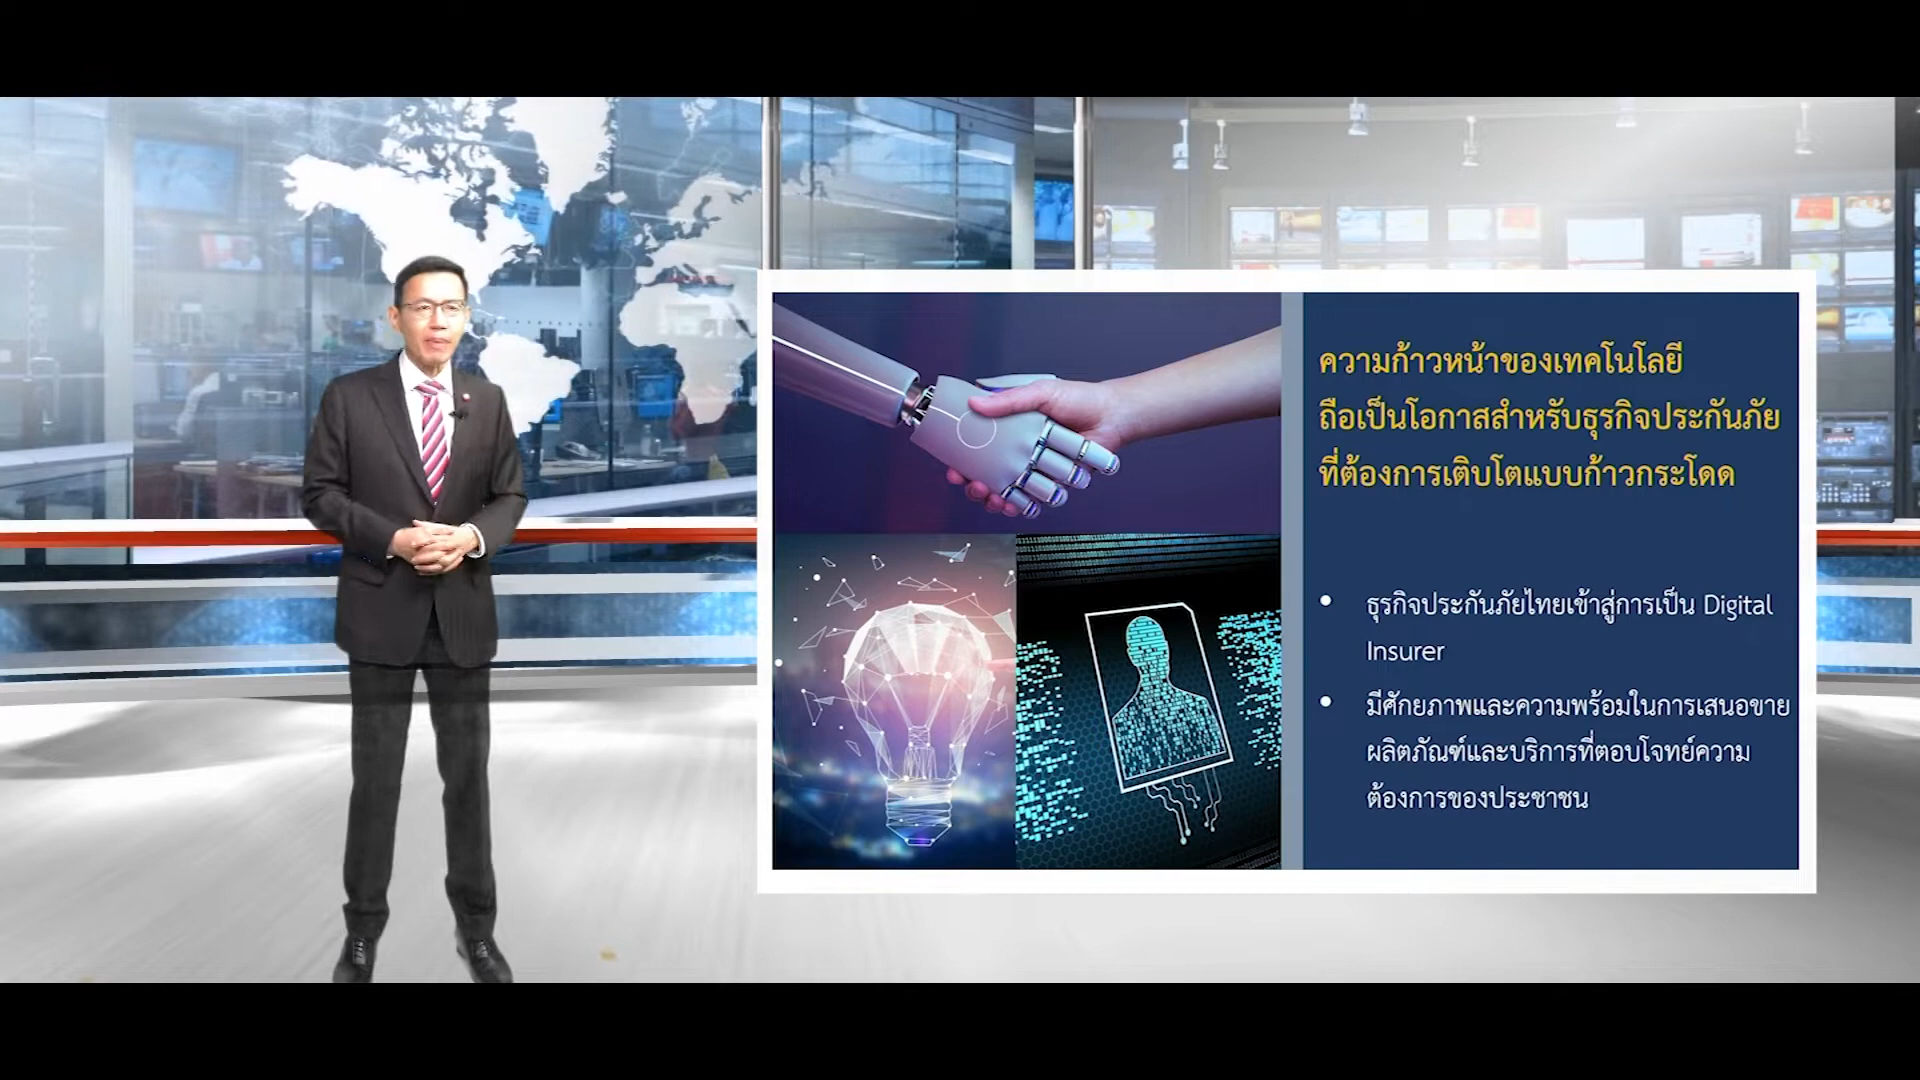 ความก้าวหน้าของเทคโนโลยี
ถือเป็นโอกาสสำหรับธุรกิจประกันภัย
ที่ต้องการเติบโตแบบก้าวกระโดด
• ธุรกิจประกันภัยไทยเข้าสู่การเป็น Digital
Insurer
• มีศักยภาพและความพร้อมในการเสนอขาย
ผลิตภัณฑ์และบริการที่ตอบโจทย์ความ
ต้องการของประชาชน